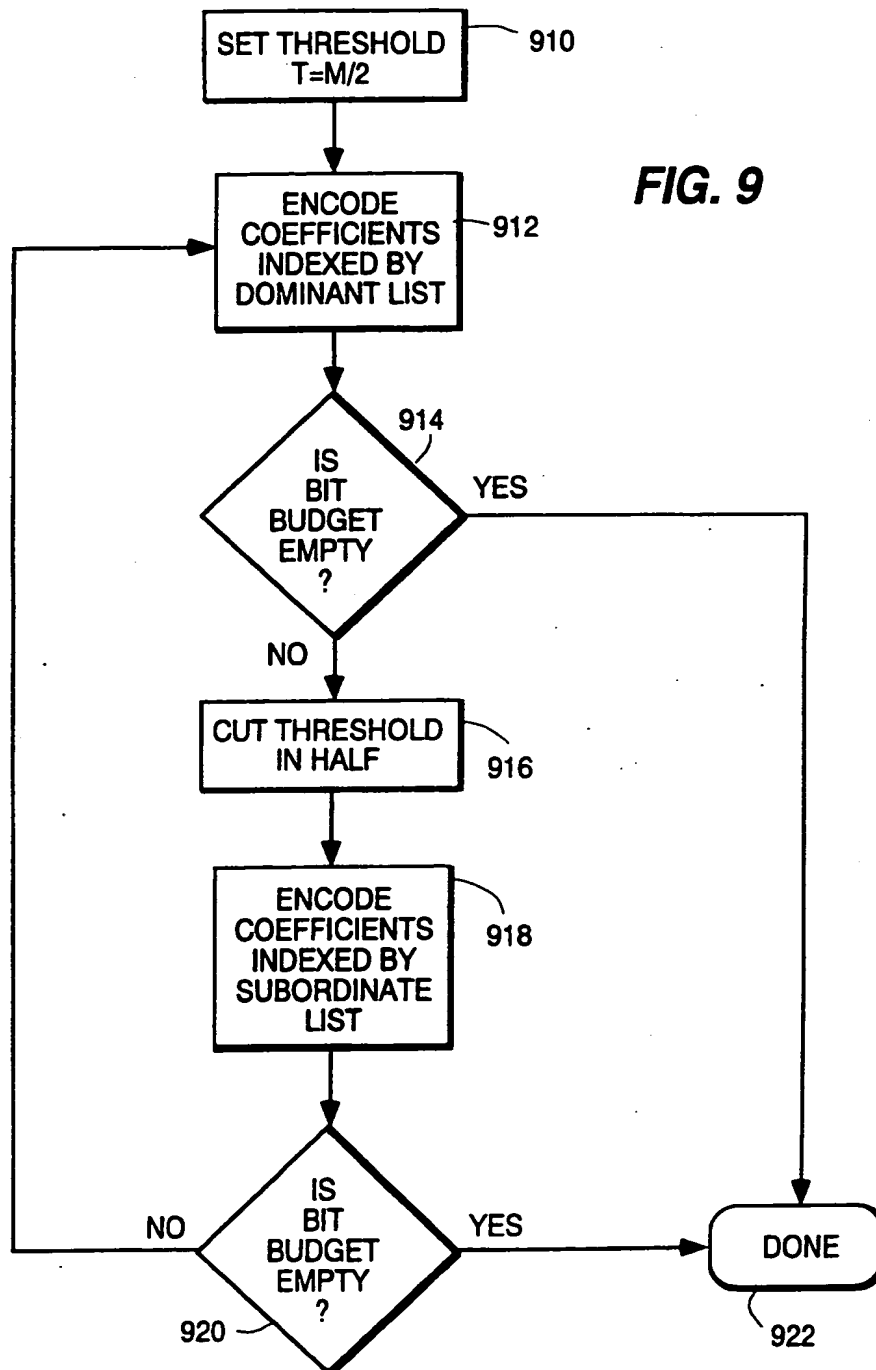 SET THRESHOLD
T=M/2
910
FIG. 9
ENCODE
COEFFICIENTS
INDEXED BY
DOMINANT LIST
912
914
IS
BIT
BUDGET
EMPTY
?
YES
NO
CUT THRESHOLD
IN HALF
916
ENCODE
COEFFICIENTS
INDEXED BY
SUBORDINATE
LIST
918
NO
IS
BIT
BUDGET
EMPTY
?
YES
920
DONE
922